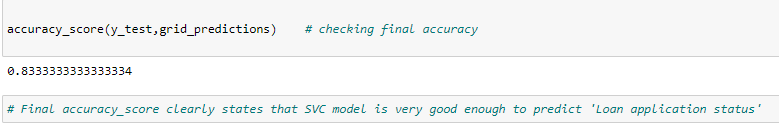 accuracy_score(y_test,grid_predictions)    # checking final accuracy
0.8333333333333334
# Final accuracy_score clearly states that SVC model is very good enough to predict 'Loan application status'